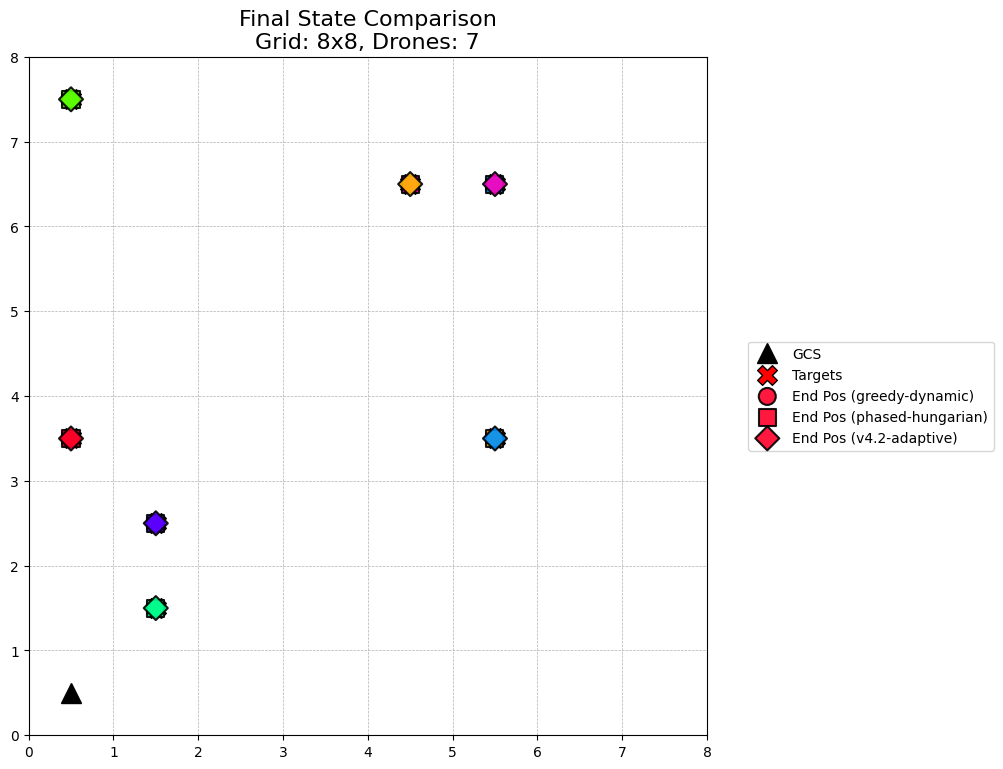 Final State Comparison
Grid: 8x8, Drones: 7
8
7
6
5
4
3
2
1
0
0 1 2 3 4 5 6 7 8
GCS
Targets
End Pos (greedy-dynamic)
End Pos (phased-hungarian)
End Pos (v4.2-adaptive)